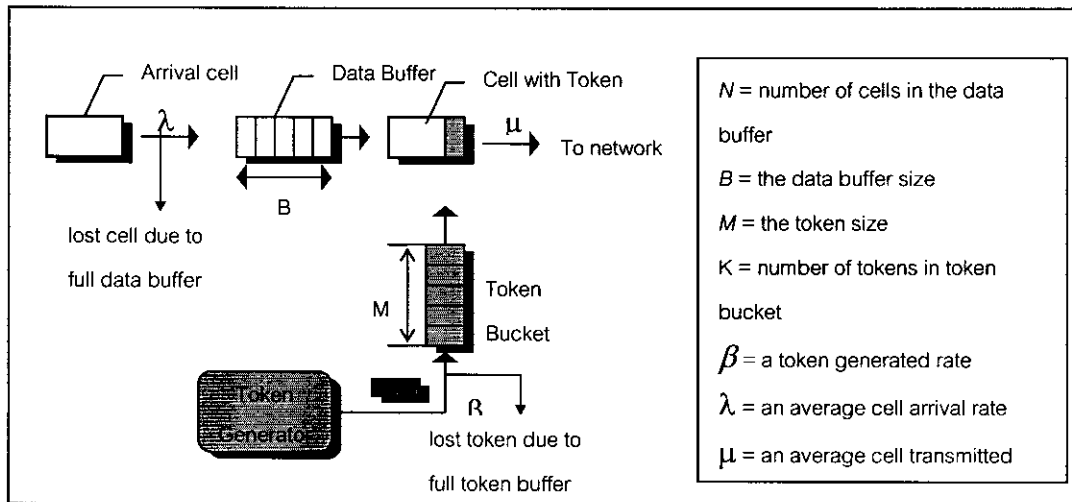 Arrival cell
Data Buffer
Cell with Token
λ
μ
To network
B
lost cell due to
full data buffer
M
Token
Bucket
Token
Generator
β
lost token due to
full token buffer
N = number of cells in the data
buffer
B = the data buffer size
M = the token size
K = number of tokens in token
bucket
β = a token generated rate
λ = an average cell arrival rate
μ = an average cell transmitted